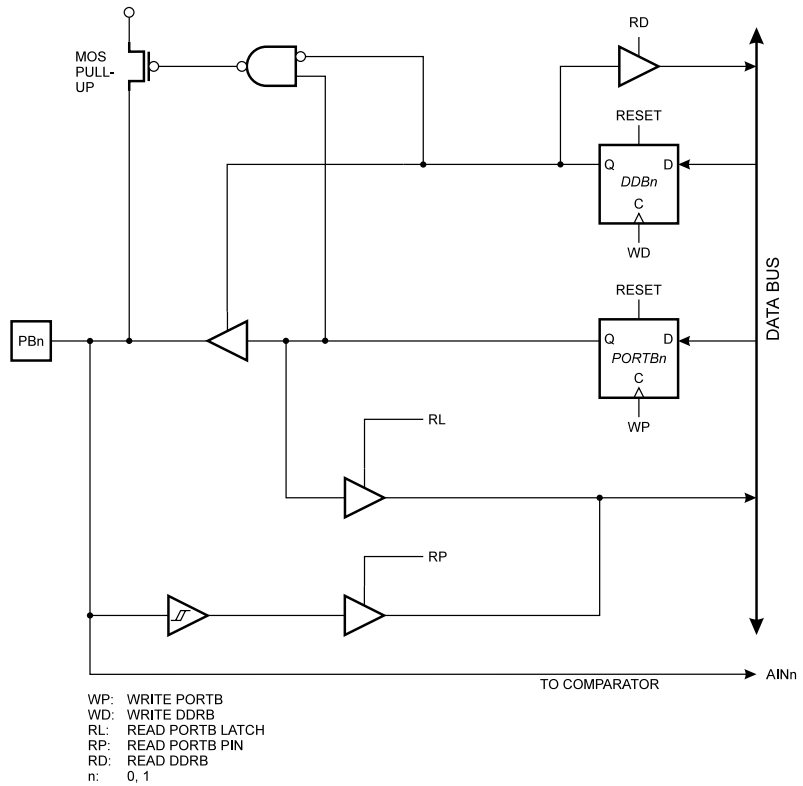 RD
MOS
PULL-
UP
RESET
Q D
DDBn
C
WD
RESET
PBn
Q D
PORTBn
C
WP
DATA BUS
RL
RP
TO COMPARATOR
AINn
WP: WRITE PORTB
WD: WRITE DDRB
RL: READ PORTB LATCH
RP: READ PORTB PIN
RD: READ DDRB
n: 0, 1